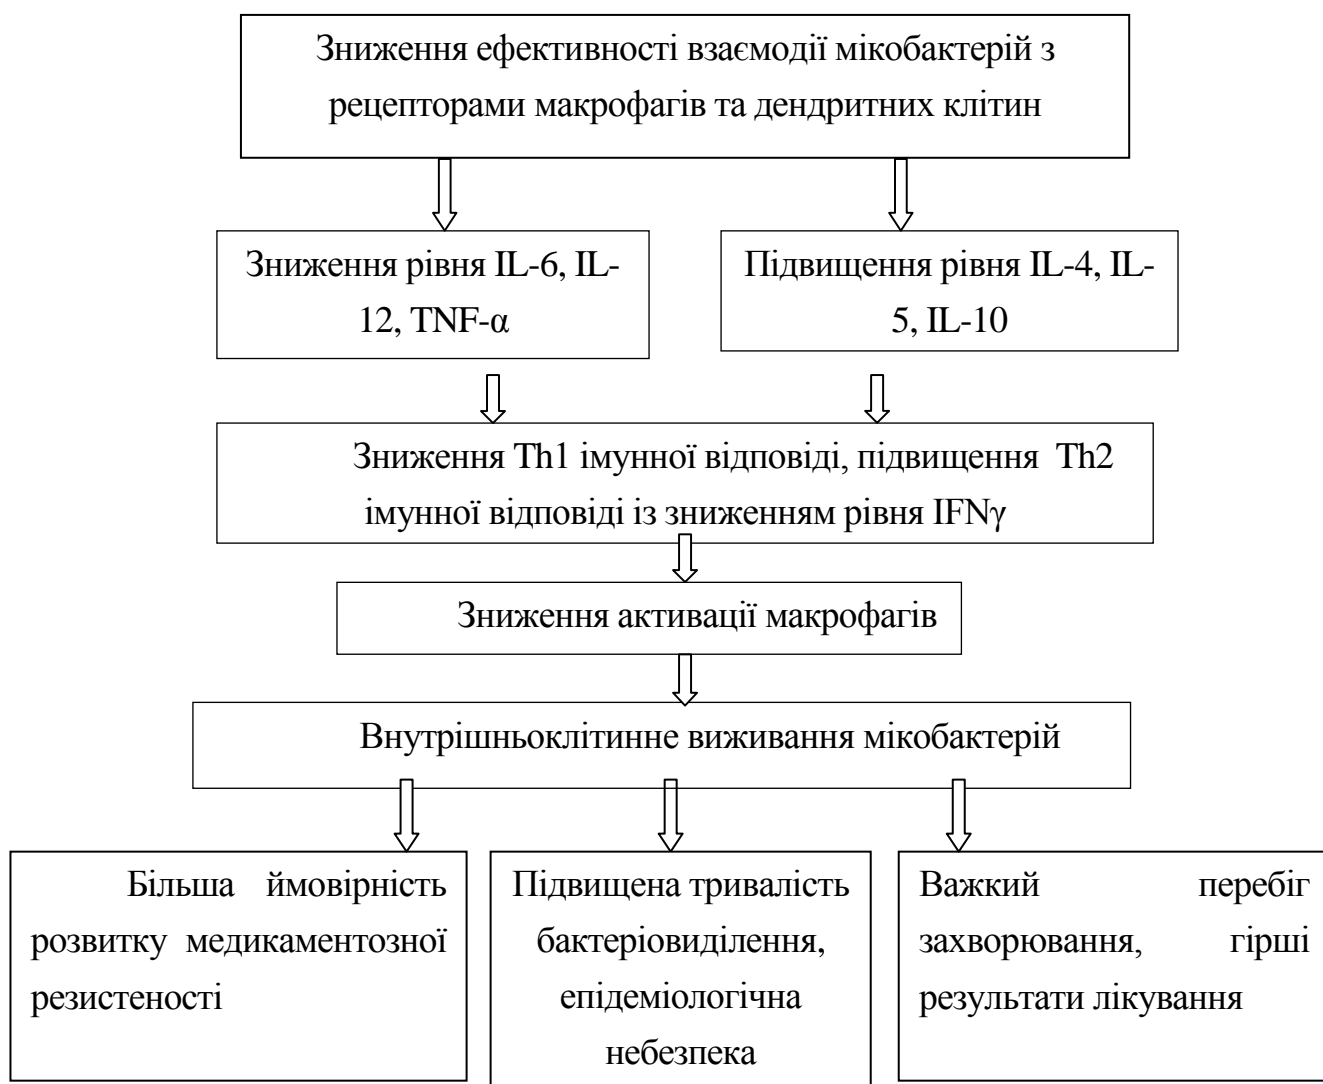 Зниження ефективності взаємодії мікобактерій з
рецепторами макрофагів та дендритних клітин
Зниження рівня IL-6, IL-
12, TNF-α
Підвищення рівня IL-4, IL-
5, IL-10
Зниження Th1 імунної відповіді, підвищення Th2
імунної відповіді із зниженням рівня IFNγ
Зниження активації макрофагів
Внутрішньоклітинне виживання мікобактерій
Більша ймовірність
розвитку медикаментозної
резистеності
Підвищена тривалість
бактеріовиділення,
епідеміологічна
небезпека
Важкий перебіг
захворювання, гірші
результати лікування